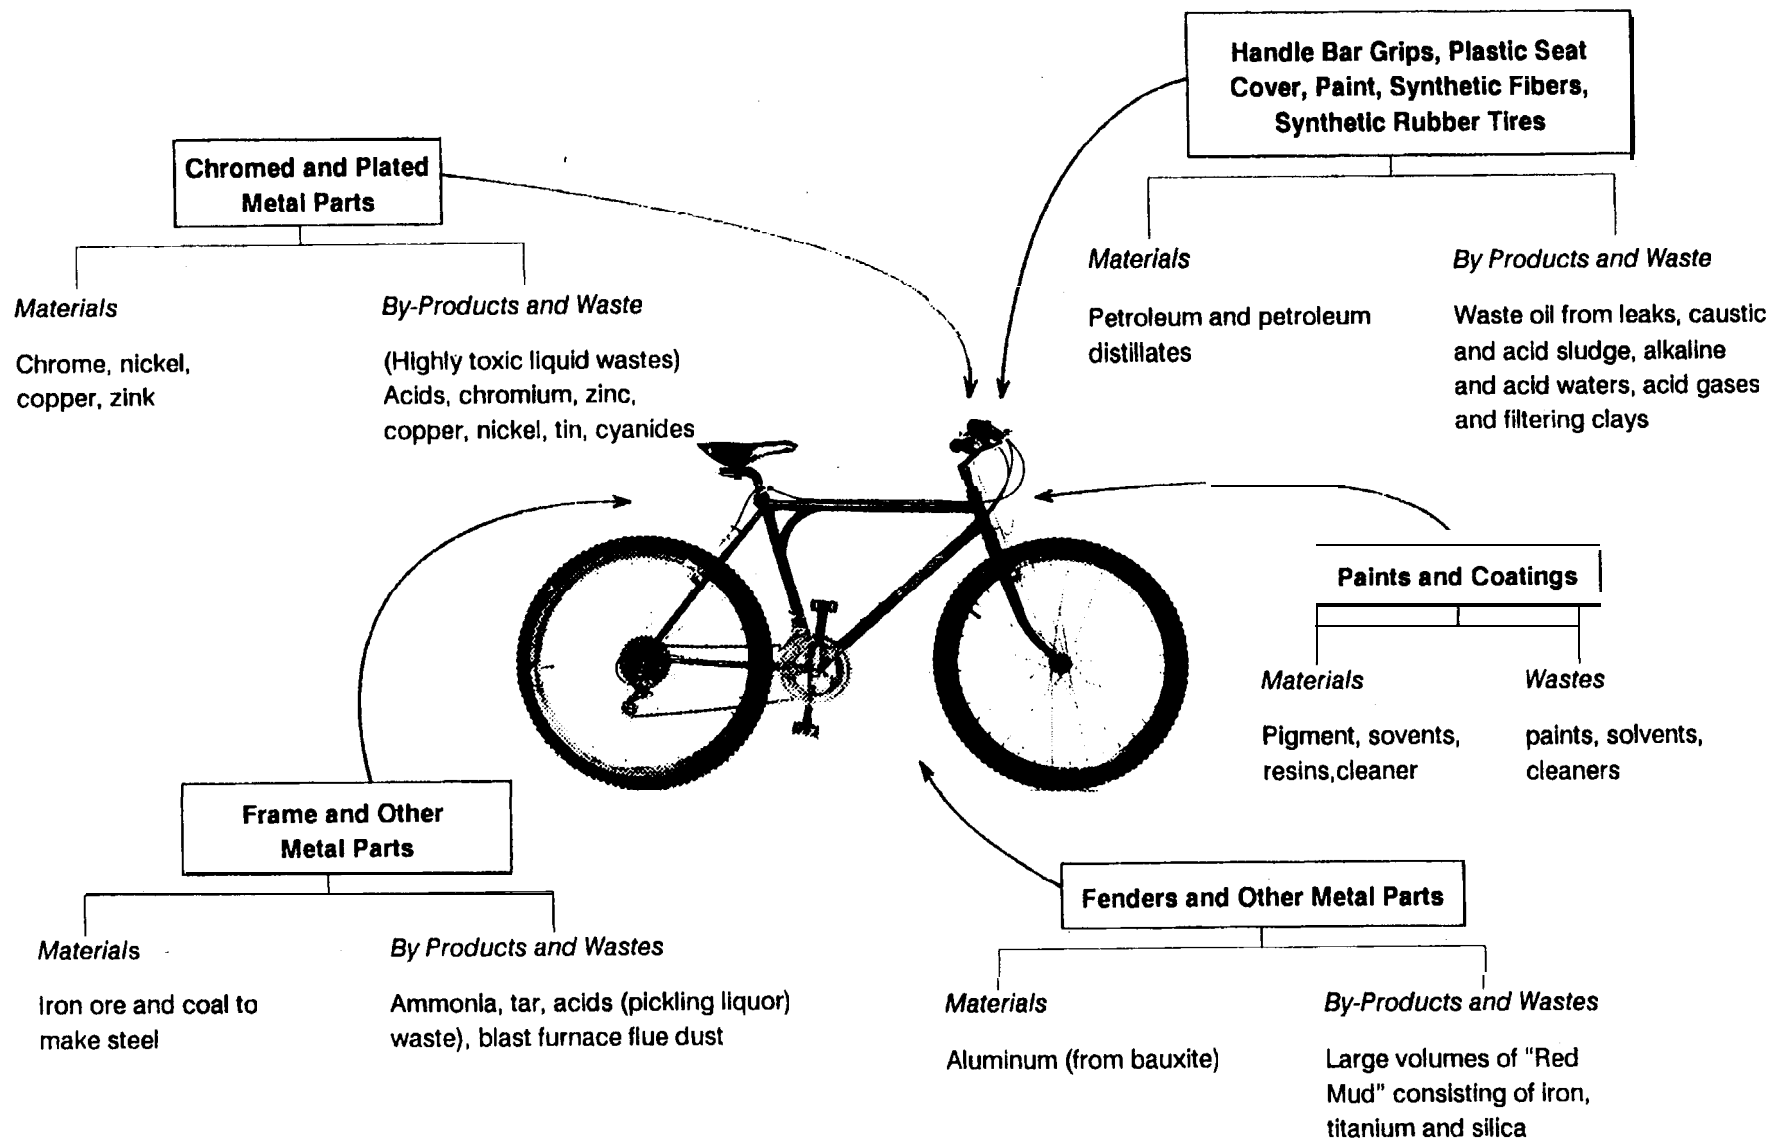 Handle Bar Grips, Plastic Seat
Cover, Paint, Synthetic Fibers,
Synthetic Rubber Tires
Materials
Petroleum and petroleum
distillates
By Products and Waste
Waste oil from leaks, caustic
and acid sludge, alkaline
and acid waters, acid gases
and filtering clays
Chromed and Plated
Metal Parts
Materials
Chrome, nickel,
copper, zink
By-Products and Waste
(Highly toxic liquid wastes)
Acids, chromium, zinc,
copper, nickel, tin, cyanides
Paints and Coatings
Materials
Pigment, sovents,
resins,cleaner
Wastes
paints, solvents,
cleaners
Frame and Other
Metal Parts
Materials
Iron ore and coal to
make steel
By Products and Wastes
Ammonia, tar, acids (pickling liquor)
waste), blast furnace flue dust
Fenders and Other Metal Parts
Materials
Aluminum (from bauxite)
By-Products and Wastes
Large volumes of "Red
Mud" consisting of iron,
titanium and silica